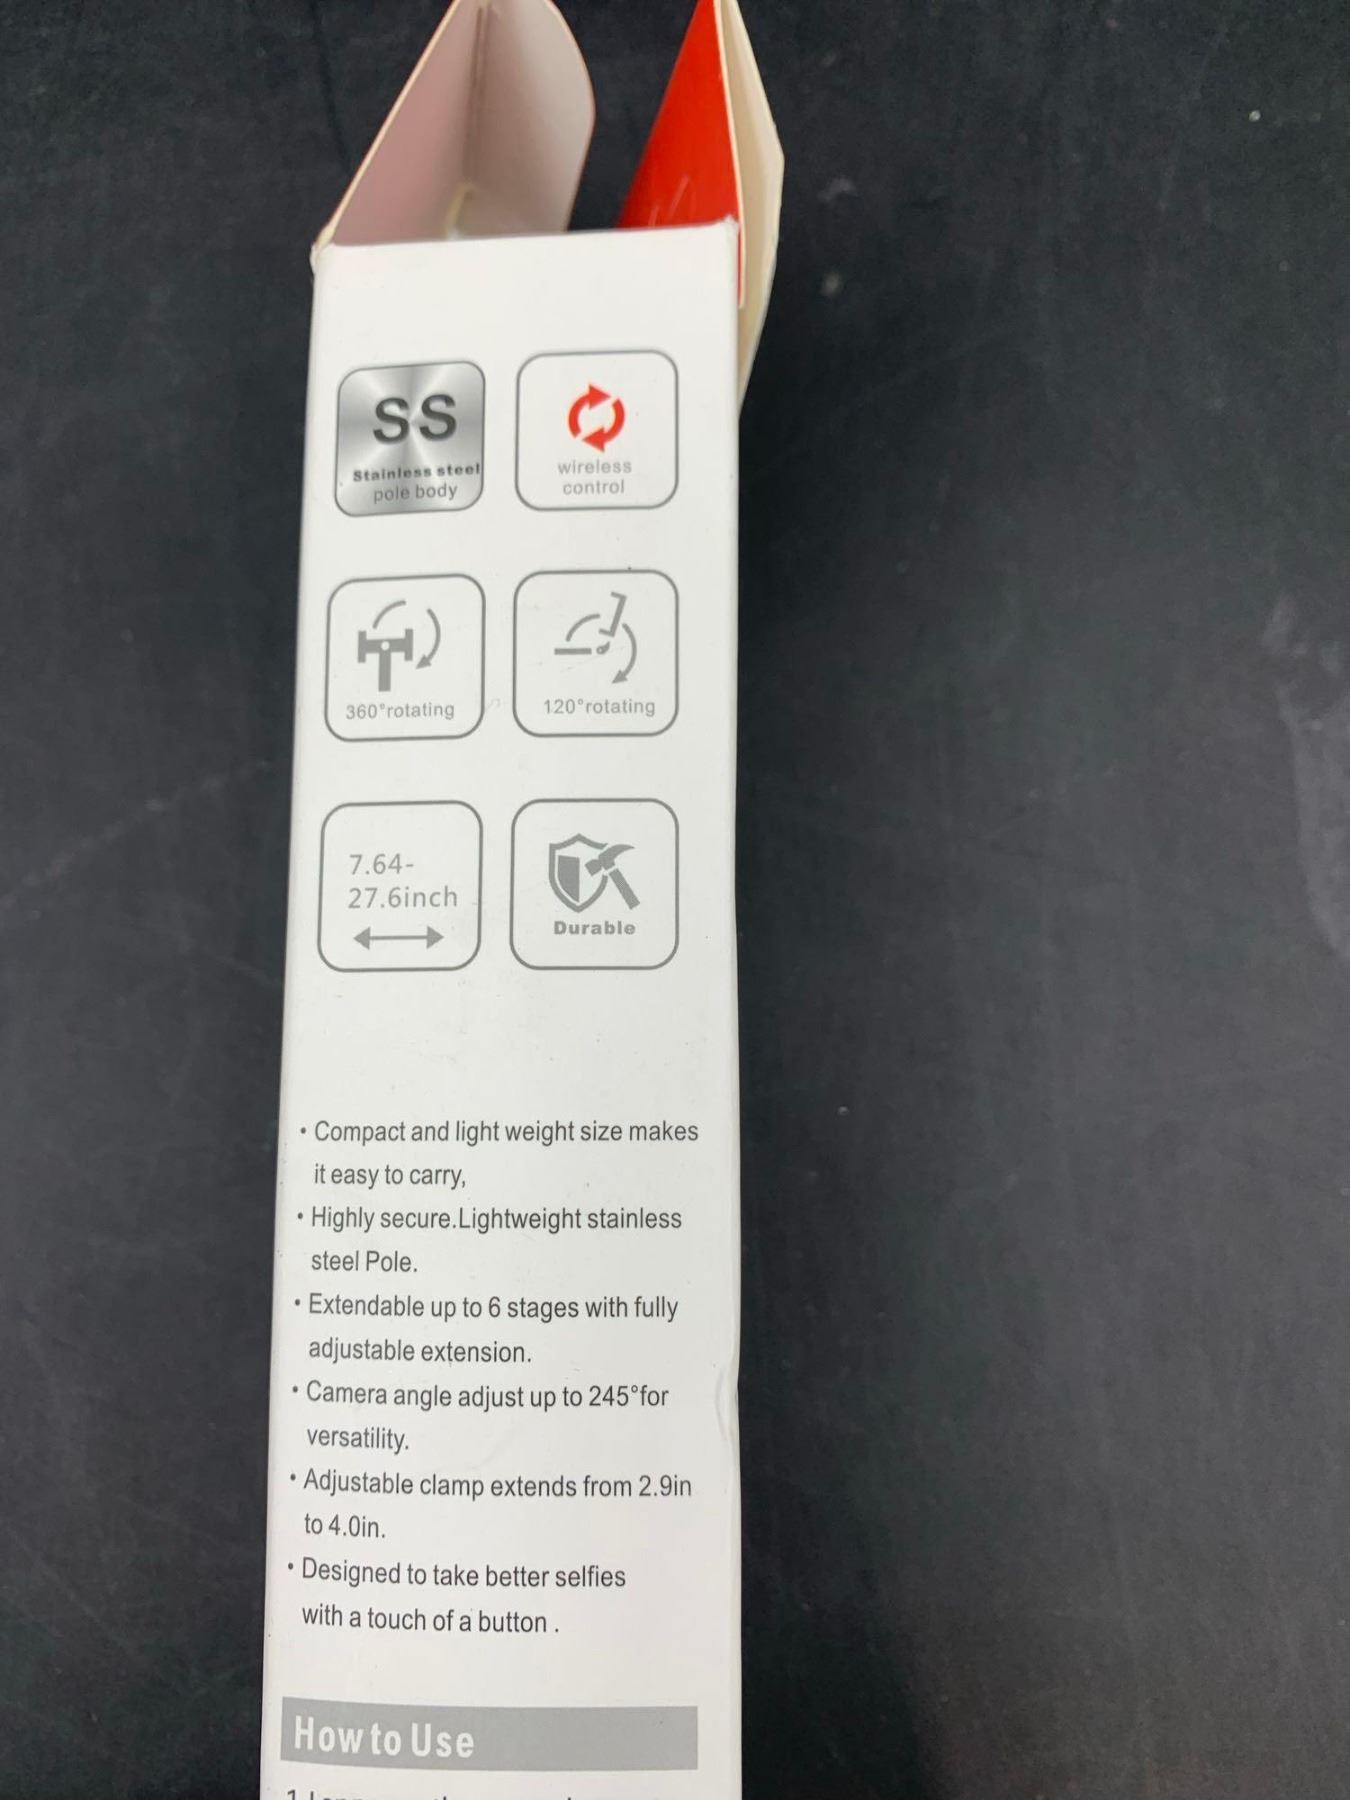 SS
Stainless steel
pole body
wireless
control
360°rotating
120°rotating
7.64-
27.6inch
Durable
• Compact and light weight size makes
it easy to carry,
• Highly secure.Lightweight stainless
steel Pole.
• Extendable up to 6 stages with fully
adjustable extension.
• Camera angle adjust up to 245°for
versatility.
• Adjustable clamp extends from 2.9in
to 4.0in.
• Designed to take better selfies
with a touch of a button .
How to Use